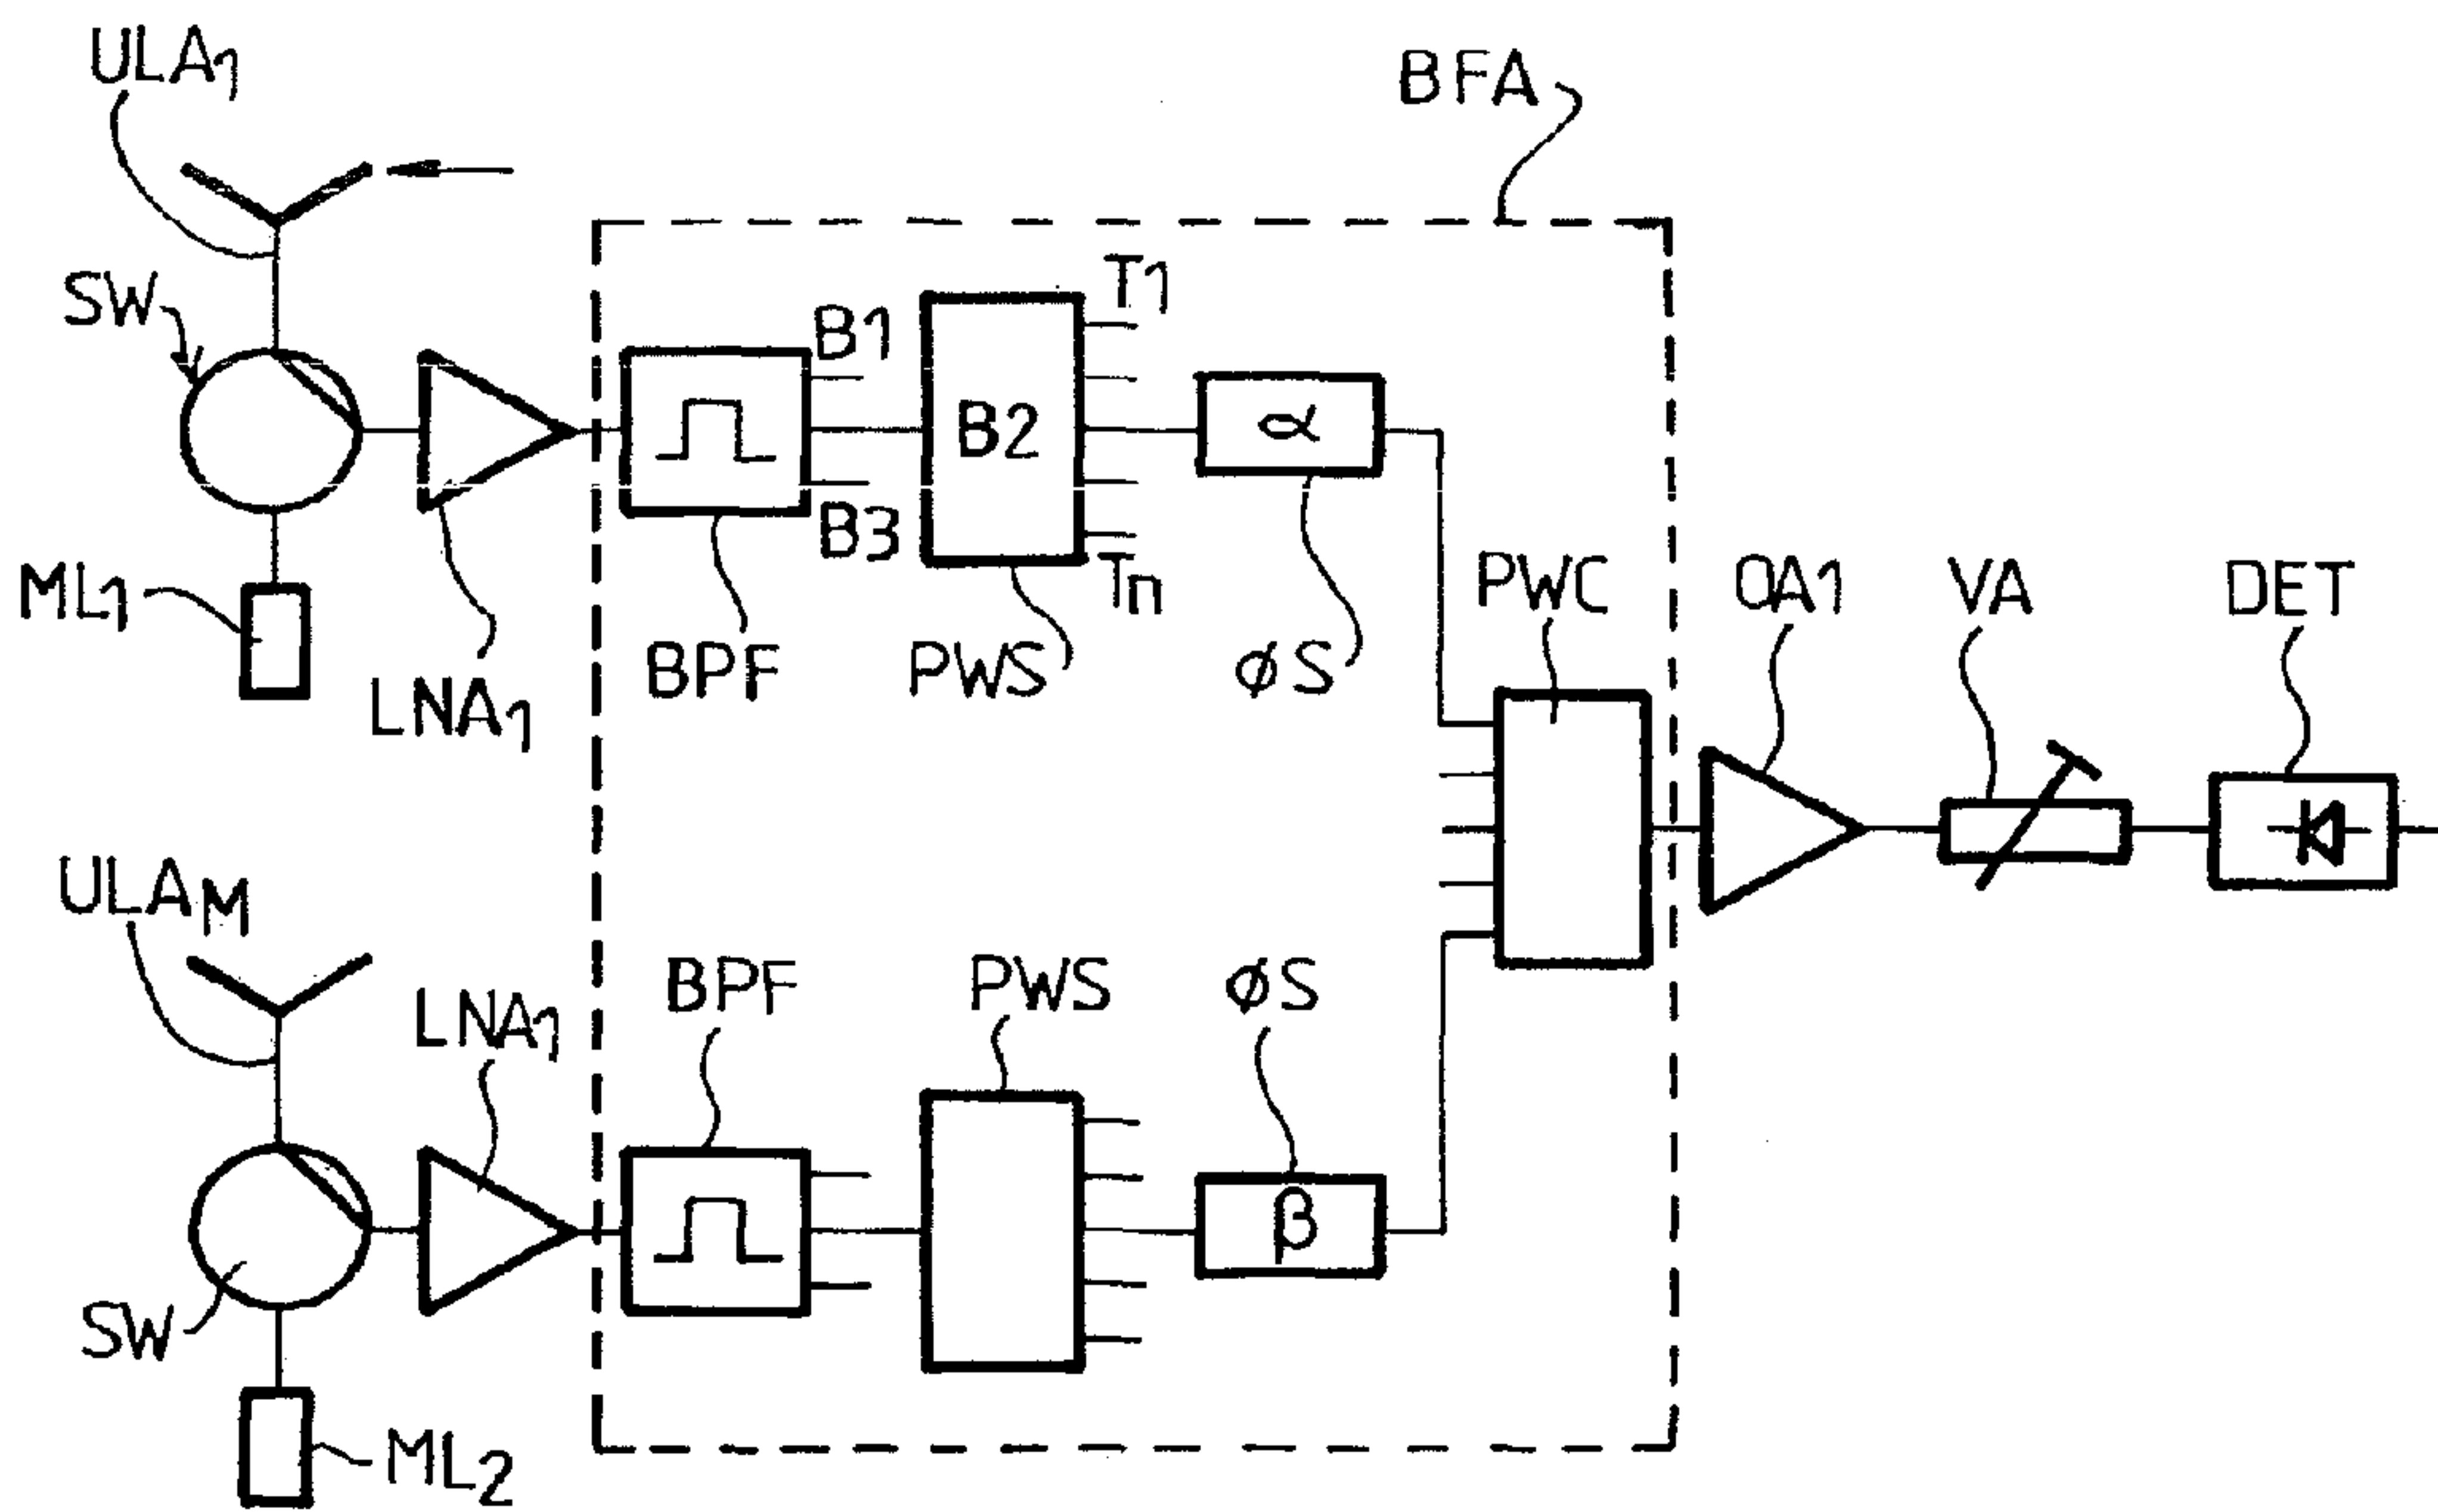 ULA1
BFA
SW
T1
B1
B2
α
B3
Tn
ML1
LNA1
BPF
PWS
ØS
PWC
OA1
VA
DET
ULAM
LNA1
BPF
PWS
ØS
β
SW
ML2